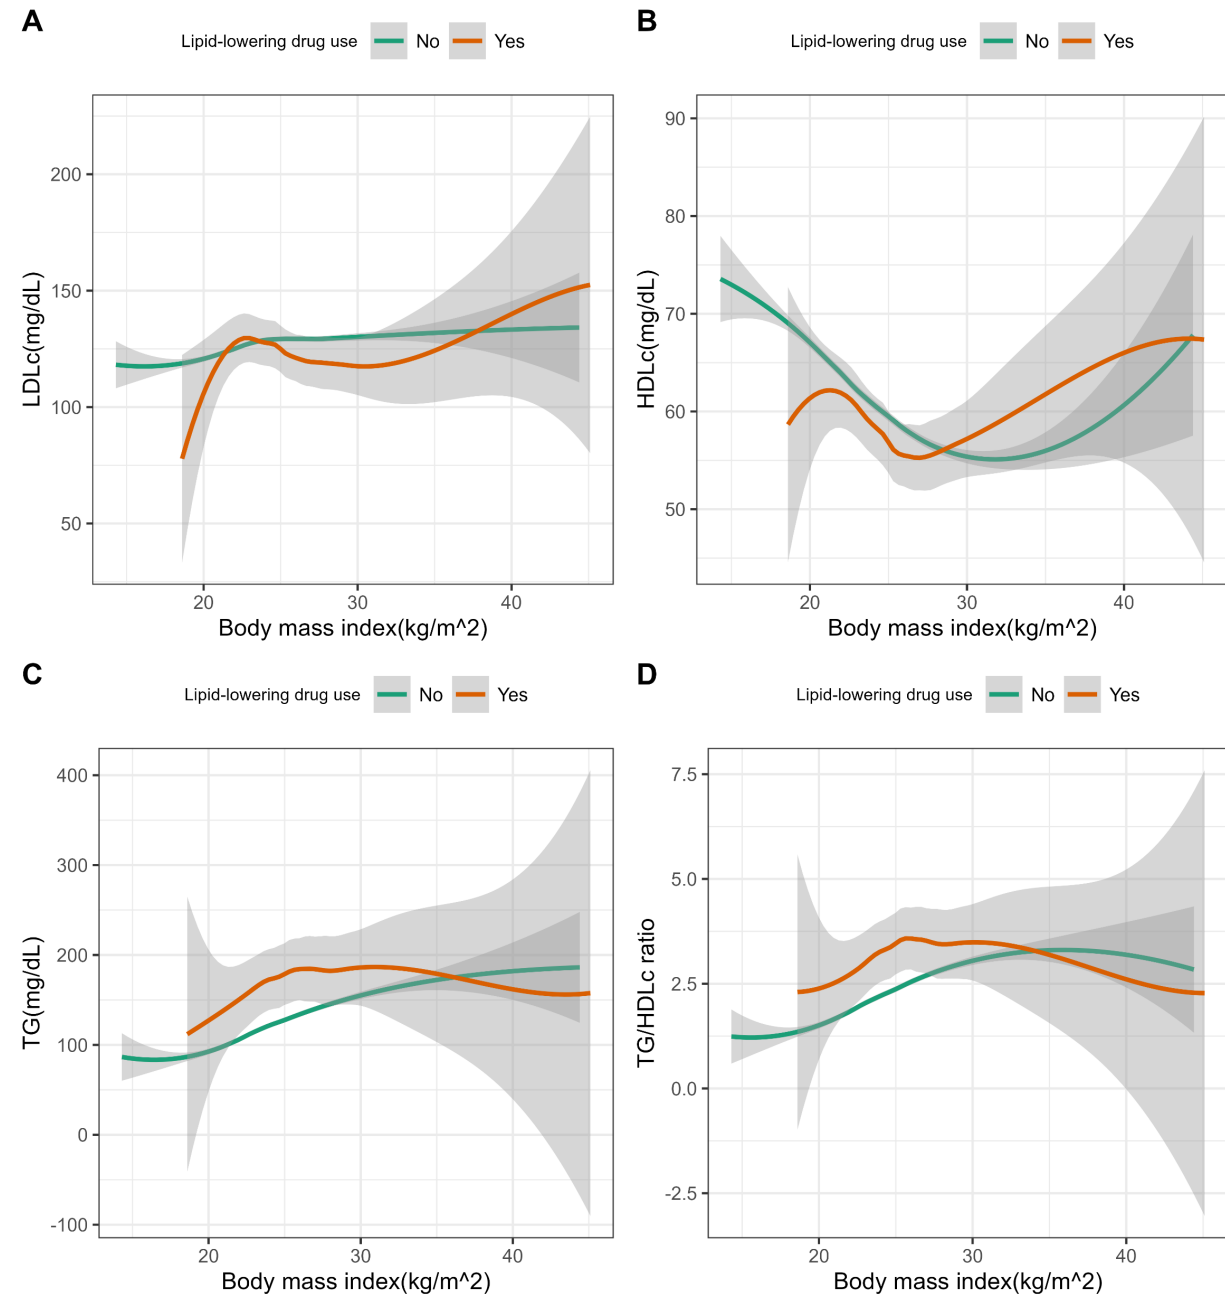 A
Lipid-lowering drug use No Yes
LDLc(mg/dL)
200
150
100
50
20 30 40
Body mass index(kg/m^2)
B
Lipid-lowering drug use No Yes
HDLc(mg/dL)
90
80
70
60
50
20 30 40
Body mass index(kg/m^2)
C
Lipid-lowering drug use No Yes
TG(mg/dL)
400
300
200
100
0
-100
20 30 40
Body mass index(kg/m^2)
D
Lipid-lowering drug use No Yes
TG/HDLc ratio
7.5
5.0
2.5
0.0
-2.5
20 30 40
Body mass index(kg/m^2)